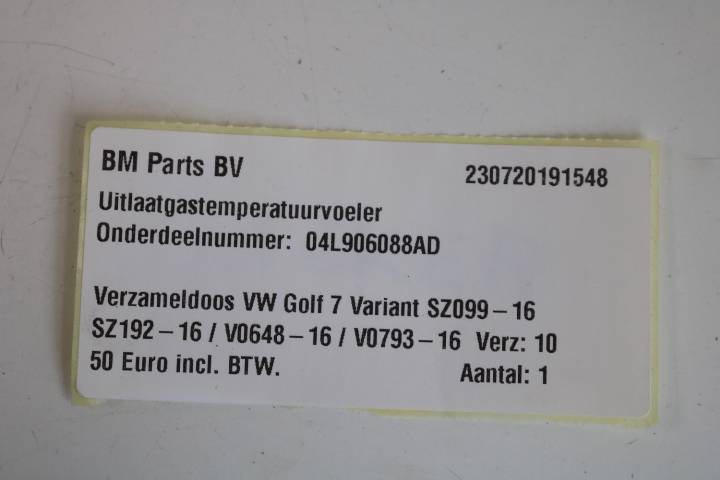 BM Parts BV 230720191548
Uitlaatgastemperatuurvoeler
Onderdeelnummer: 04L906088AD
Verzameldoos VW Golf 7 Variant SZ099-16
SZ192-16 / V0648-16 / V0793-16 Verz: 10
50 Euro incl. BTW. Aantal: 1